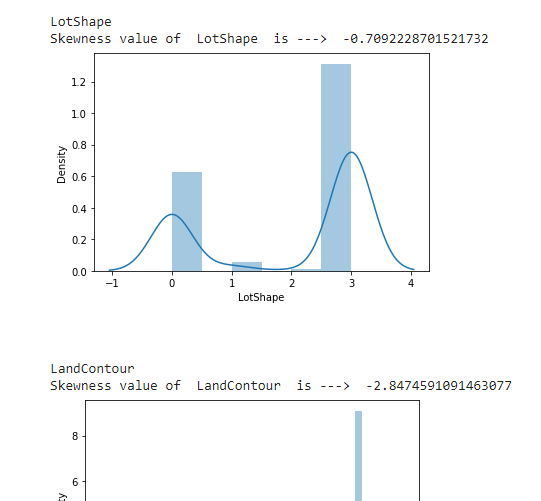 LotShape
Skewness value of  LotShape  is --->  -0.7092228701521732
1.2
1.0
0.8
0.6
0.4
0.2
0.0
Density
−1 0 1 2 3 4
LotShape
LandContour
Skewness value of  LandContour  is --->  -2.8474591091463077
8
6